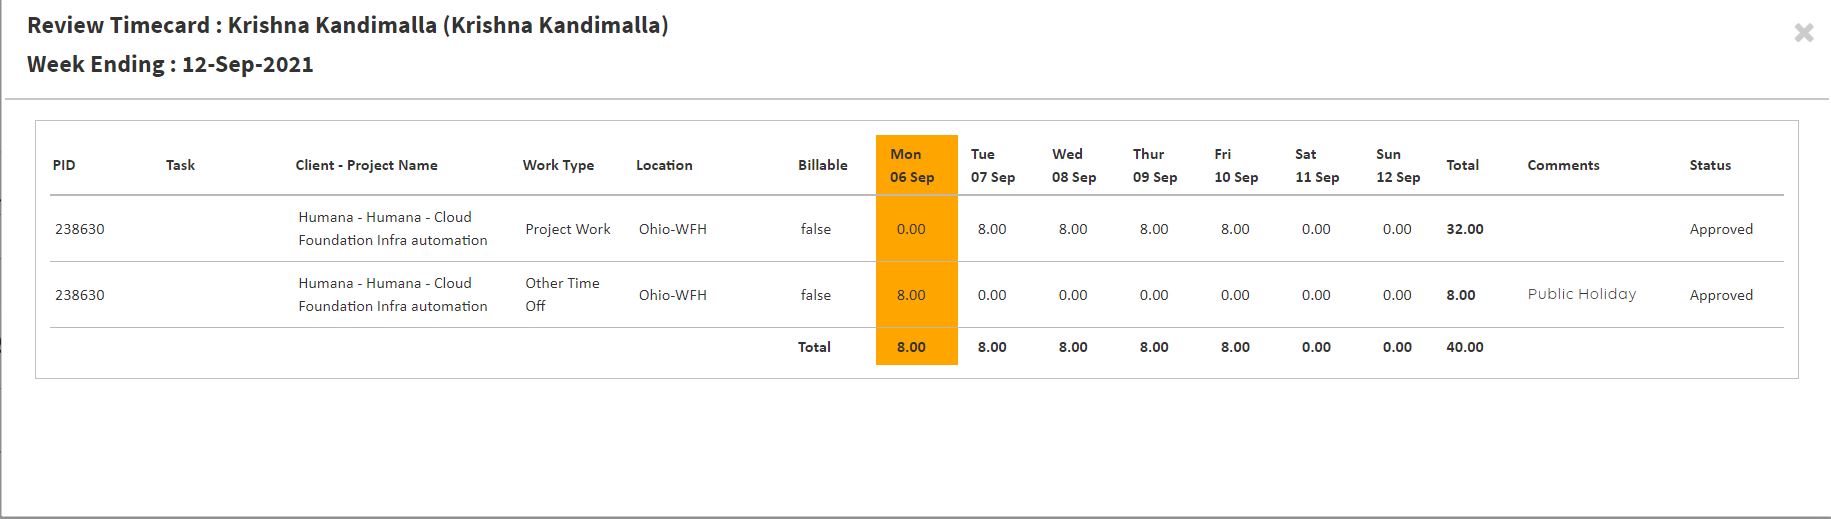 Review Timecard : Krishna Kandimalla (Krishna Kandimalla)
Week Ending : 12-Sep-2021
PID Task Client - Project Name Work Type Location Billable Mon 06 Sep Tue 07 Sep Wed 08 Sep Thur 09 Sep Fri 10 Sep Sat 11 Sep Sun 12 Sep Total Comments Status
238630 Humana - Humana - Cloud Foundation Infra automation Project Work Ohio-WFH false 0.00 8.00 8.00 8.00 8.00 0.00 0.00 32.00 Approved
238630 Humana - Humana - Cloud Foundation Infra automation Other Time Off Ohio-WFH false 8.00 0.00 0.00 0.00 0.00 0.00 0.00 8.00 Public Holiday Approved
Total 8.00 8.00 8.00 8.00 8.00 0.00 0.00 40.00